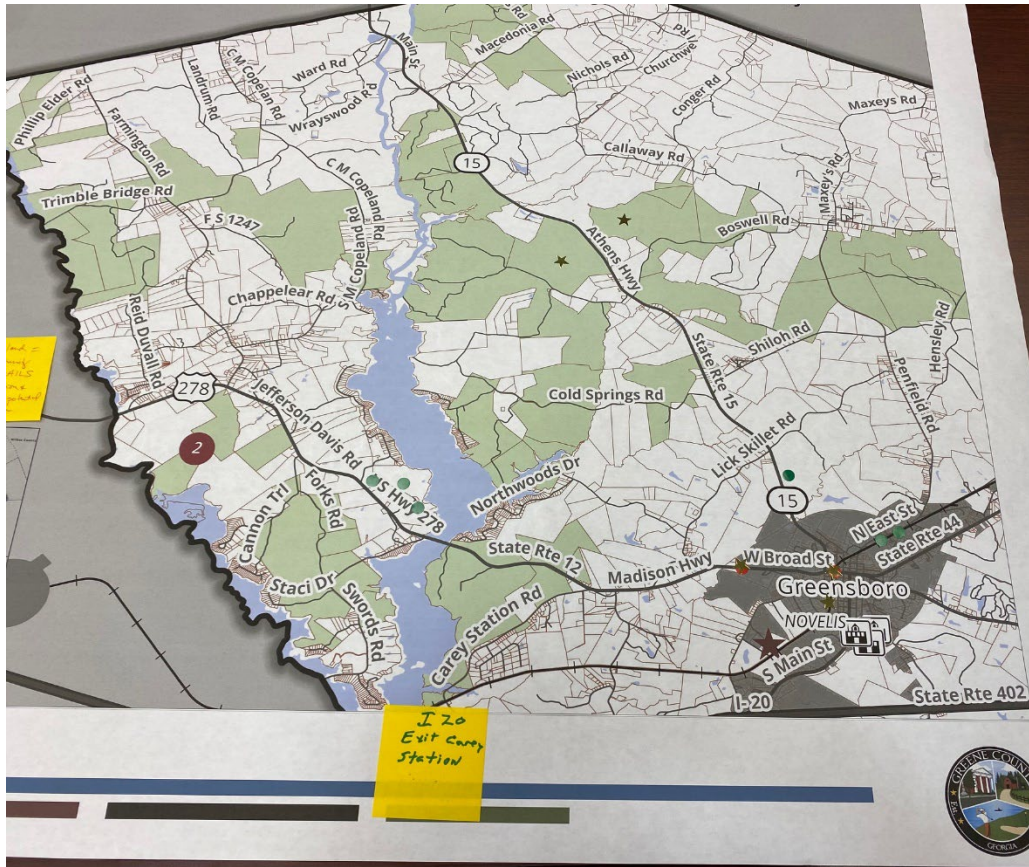 Main St
Macedonia Rd
Ward Rd
C M Copelan Rd
Landrum Rd
Wrayswood Rd
Nichols Rd
Churchwe
Conger Rd
Maxeys Rd
Phillip Elder Rd
Farmington Rd
Callaway Rd
15
C M Copeland Rd
Trimble Bridge Rd
F S 1247
Maxey's Rd
Boswell Rd
Athens Hwy
S M Copeland Rd
Chappelear Rd
Reid Duvall Rd
Hensley Rd
Shiloh Rd
State Rte 15
Penfield Rd
278
Jefferson Davis Rd
Cold Springs Rd
Lick Skillet Rd
2
Forks Rd
US Hwy 278
Northwoods Dr
15
Cannon Trl
N East St
State Rte 44
State Rte 12
W Broad St
Madison Hwy
Greensboro
Staci Dr
Swords Rd
Carey Station Rd
NOVELIS
S Main St
I-20
State Rte 402
I 20
Exit Carey
Station
GREENE COUN
GEORGIA